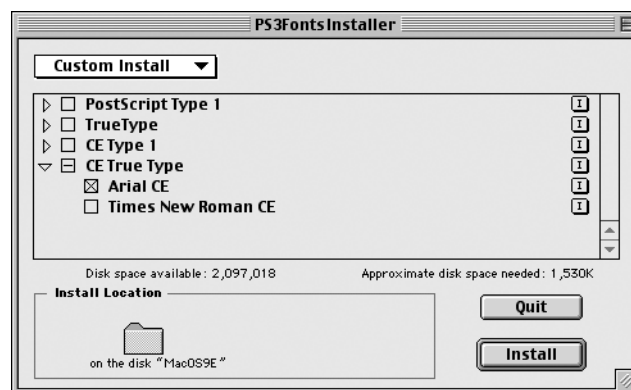 PS3FontsInstaller
Custom Install
PostScript Type 1 I
TrueType I
CE Type 1 I
CE True Type I
Arial CE I
Times New Roman CE I
Disk space available: 2,097,018 Approximate disk space needed: 1,530K
Install Location
Quit
on the disk "MacOS9E"
Install